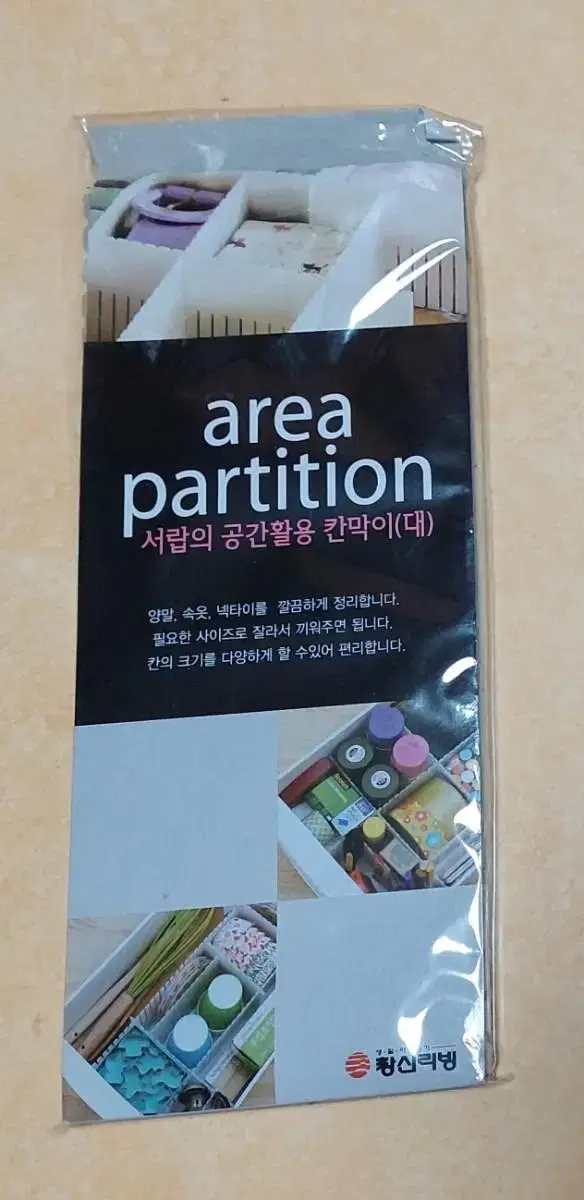 area
partition
서랍의 공간활용 칸막이(대)
양말, 속옷, 넥타이를 깔끔하게 정리합니다.
필요한 사이즈로 잘라서 끼워주면 됩니다.
칸의 크기를 다양하게 할 수있어 편리합니다.
황신리빙